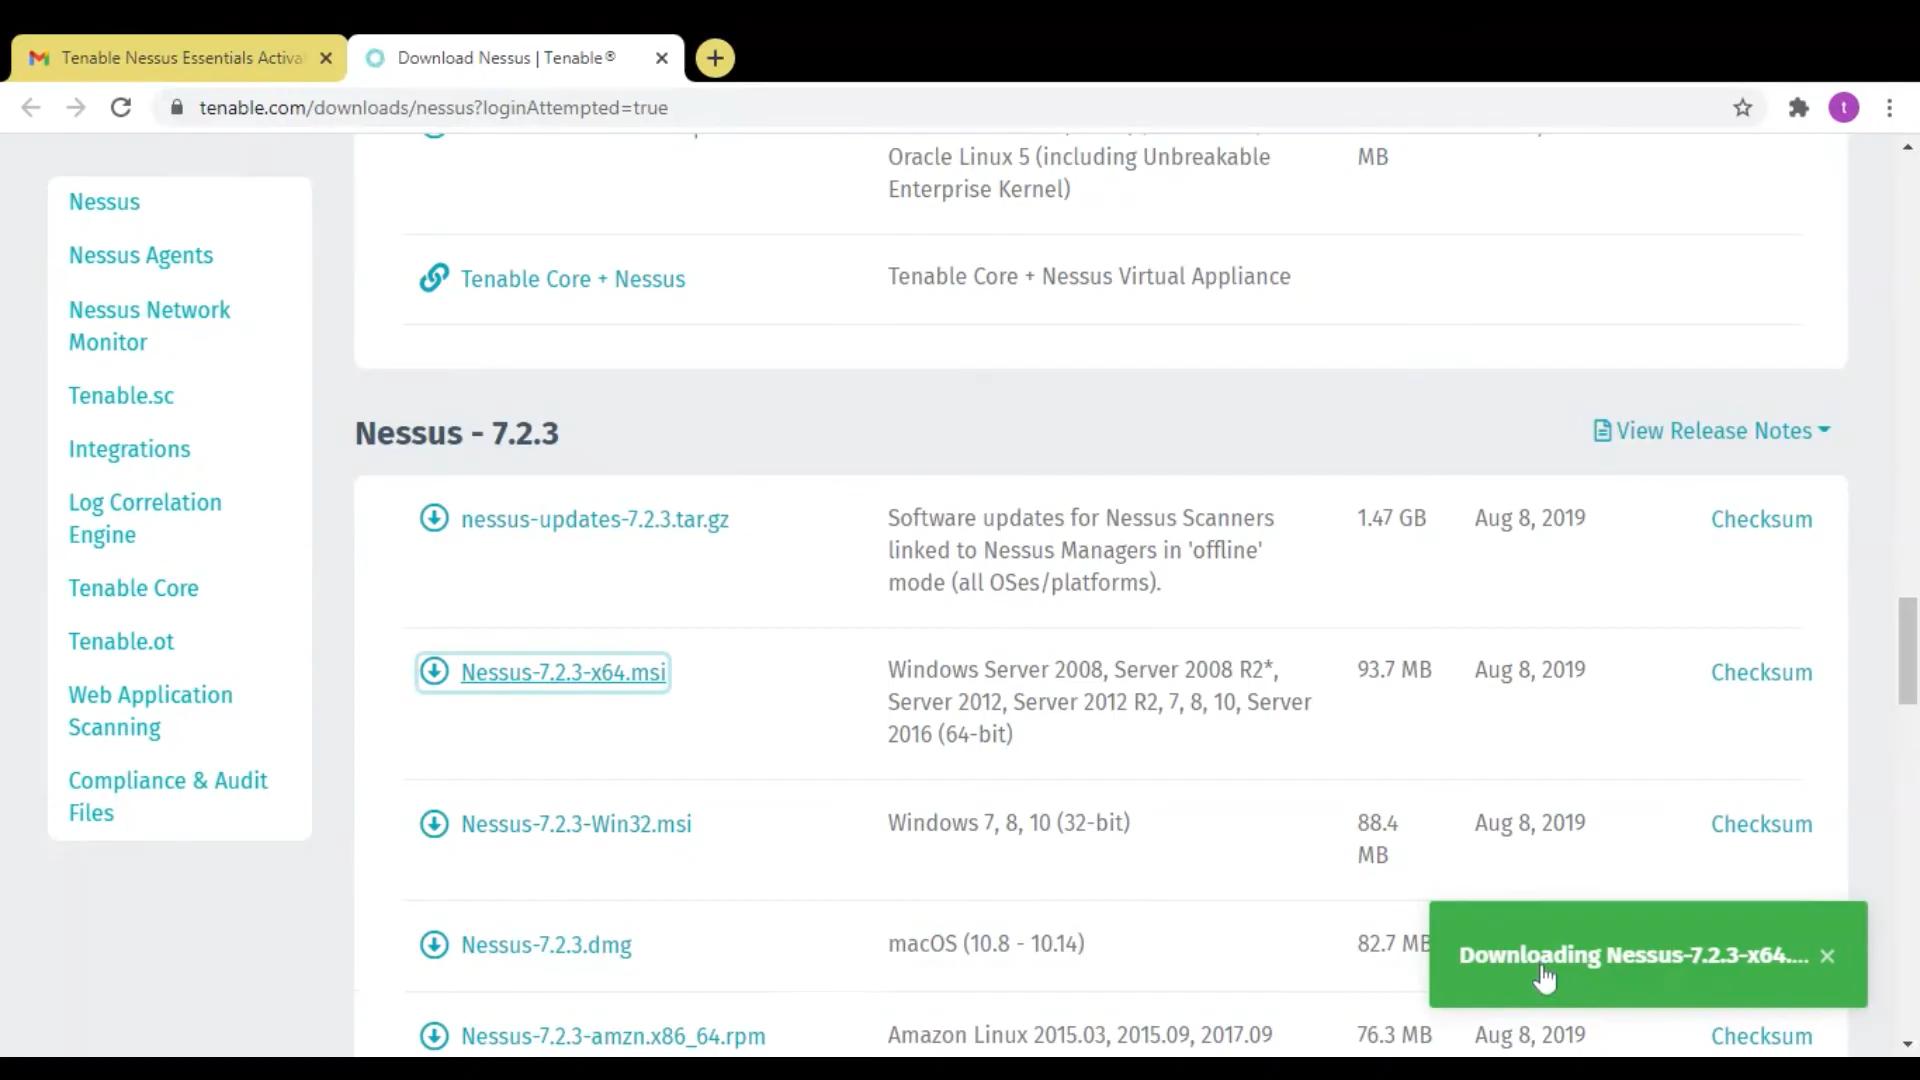 Tenable Nessus Essentials Activa
Download Nessus | Tenable®
tenable.com/downloads/nessus?loginAttempted=true
t
Nessus
Nessus Agents
Nessus Network
Monitor
Tenable.sc
Integrations
Log Correlation
Engine
Tenable Core
Tenable.ot
Web Application
Scanning
Compliance & Audit
Files
Oracle Linux 5 (including Unbreakable
Enterprise Kernel)
MB
Tenable Core + Nessus
Tenable Core + Nessus Virtual Appliance
Nessus - 7.2.3
View Release Notes
nessus-updates-7.2.3.tar.gz
Software updates for Nessus Scanners
linked to Nessus Managers in 'offline'
mode (all OSes/platforms).
1.47 GB
Aug 8, 2019
Checksum
Nessus-7.2.3-x64.msi
Windows Server 2008, Server 2008 R2*,
Server 2012, Server 2012 R2, 7, 8, 10, Server
2016 (64-bit)
93.7 MB
Aug 8, 2019
Checksum
Nessus-7.2.3-Win32.msi
Windows 7, 8, 10 (32-bit)
88.4
MB
Aug 8, 2019
Checksum
Nessus-7.2.3.dmg
macOS (10.8 - 10.14)
82.7 MB
Downloading Nessus-7.2.3-x64....
Nessus-7.2.3-amzn.x86_64.rpm
Amazon Linux 2015.03, 2015.09, 2017.09
76.3 MB
Aug 8, 2019
Checksum